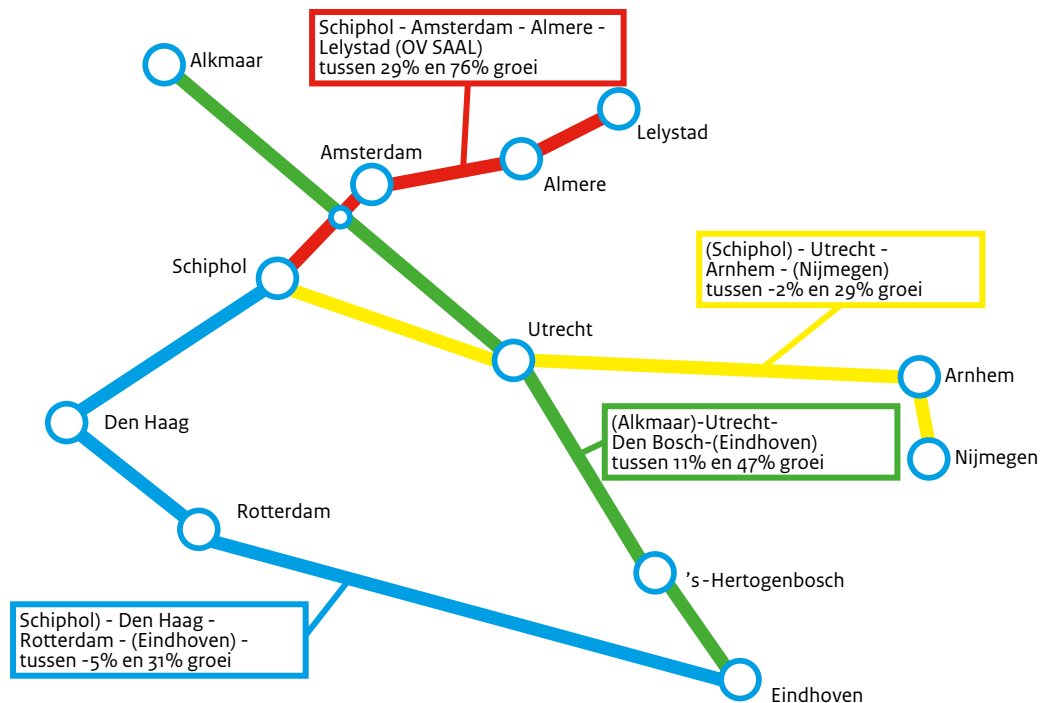 Schiphol - Amsterdam - Almere -
Lelystad (OV SAAL)
tussen 29% en 76% groei
Alkmaar
Lelystad
Amsterdam
Almere
Schiphol
(Schiphol) - Utrecht -
Arnhem - (Nijmegen)
tussen -2% en 29% groei
Utrecht
Arnhem
Den Haag
(Alkmaar)-Utrecht-
Den Bosch-(Eindhoven)
tussen 11% en 47% groei
Nijmegen
Rotterdam
's-Hertogenbosch
Schiphol) - Den Haag -
Rotterdam - (Eindhoven) -
tussen -5% en 31% groei
Eindhoven